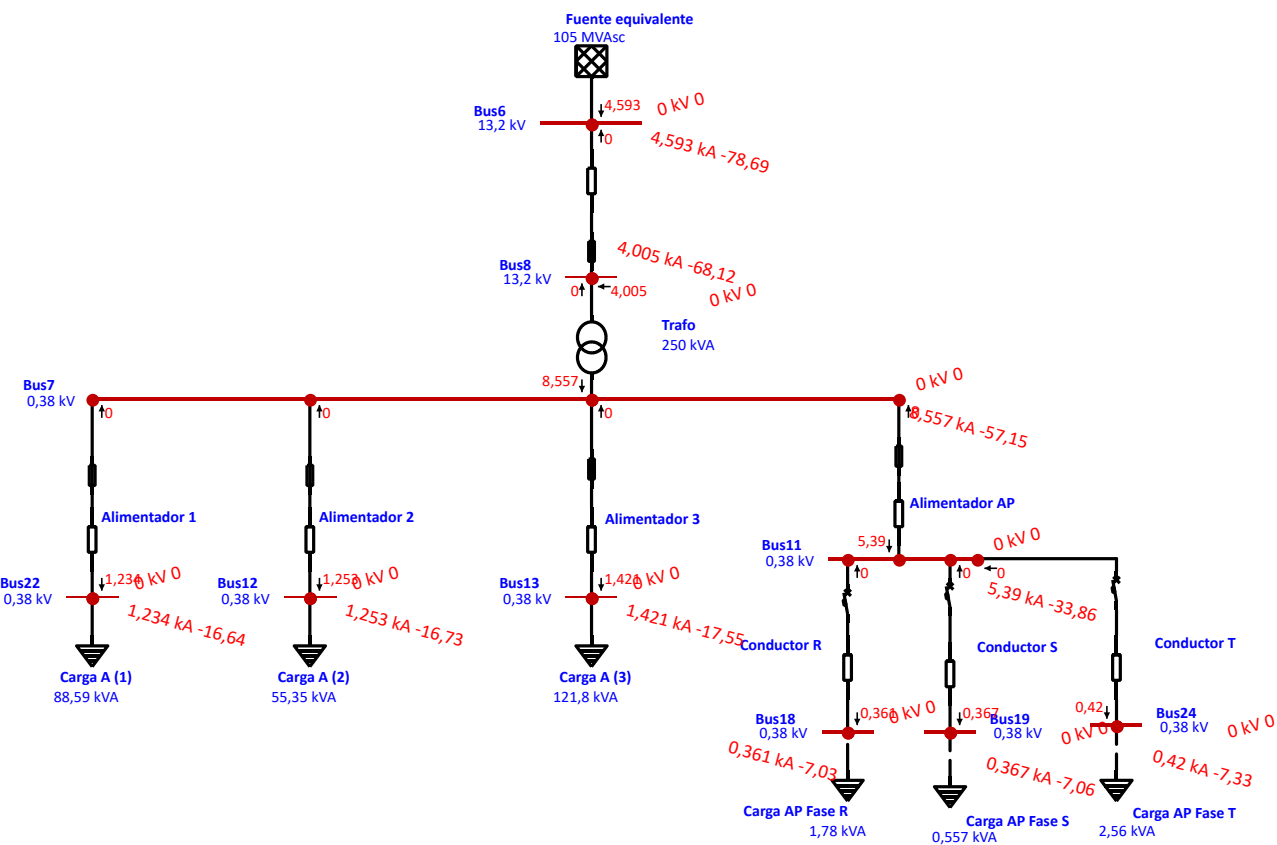 Fuente equivalente
105 MVAsc
Bus6
13,2 kV
4,593
0 kV 0
0
4,593 kA -78,69
4,005 kA -68,12
Bus8
13,2 kV
0
4,005
0 kV 0
Trafo
250 kVA
Bus7
0,38 kV
8,557
0 kV 0
0
0
0
8,557 kA -57,15
Alimentador 1
Alimentador 2
Alimentador 3
Alimentador AP
Bus11
0,38 kV
5,39
0 kV 0
0
0
0
5,39 kA -33,86
Bus22
0,38 kV
1,234
0 kV 0
1,234 kA -16,64
Bus12
0,38 kV
1,253
0 kV 0
1,253 kA -16,73
Bus13
0,38 kV
1,421
0 kV 0
1,421 kA -17,55
Carga A (1)
88,59 kVA
Carga A (2)
55,35 kVA
Carga A (3)
121,8 kVA
Conductor R
Conductor S
Conductor T
Bus18
0,38 kV
0,361
0 kV 0
0,361 kA -7,03
0,367
Bus19
0,38 kV
0 kV 0
0,367 kA -7,06
0,42
Bus24
0,38 kV
0 kV 0
0,42 kA -7,33
Carga AP Fase R
1,78 kVA
Carga AP Fase S
0,557 kVA
Carga AP Fase T
2,56 kVA